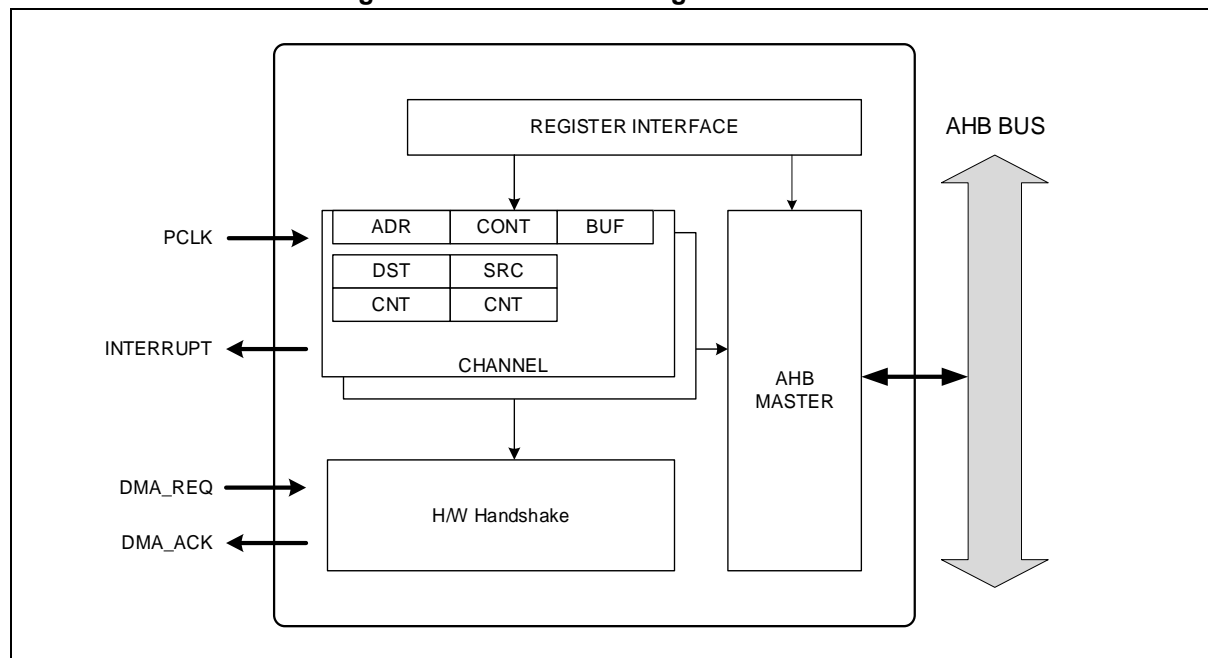 REGISTER INTERFACE
AHB BUS
ADR CONT BUF
PCLK
DST SRC
CNT CNT
INTERRUPT
CHANNEL
AHB
MASTER
DMA_REQ
H/W Handshake
DMA_ACK